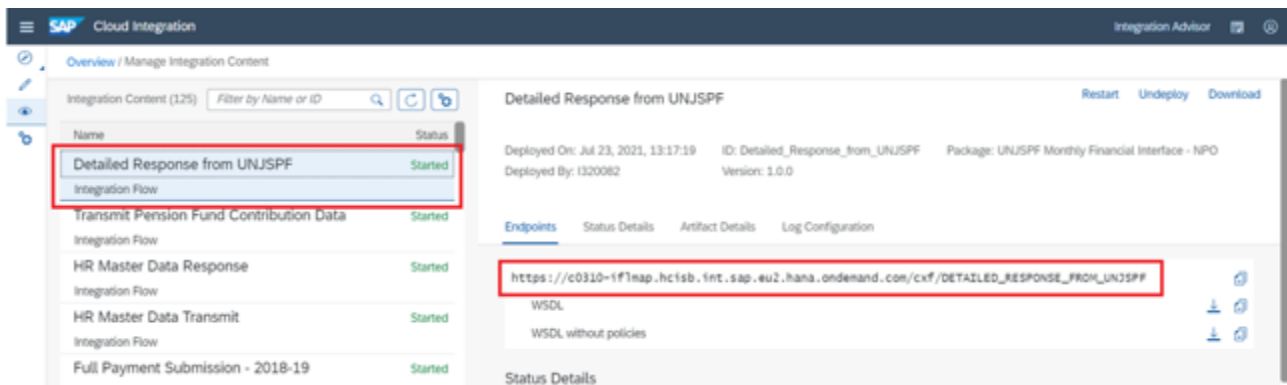 SAP Cloud Integration
Integration Advisor
Overview / Manage Integration Content
Integration Content (125) Filter by Name or ID
Name Status
Detailed Response from UNJSPF Started
Integration Flow
Transmit Pension Fund Contribution Data Started
Integration Flow
HR Master Data Response Started
Integration Flow
HR Master Data Transmit Started
Integration Flow
Full Payment Submission - 2018-19 Started
Detailed Response from UNJSPF
Restart Undeploy Download
Deployed On: Jul 23, 2021, 13:17:19 ID: Detailed_Response_from_UNJSPF Package: UNJSPF Monthly Financial Interface - NPO
Deployed By: I320082 Version: 1.0.0
Endpoints Status Details Artifact Details Log Configuration
https://c0310-iflmap.hcisb.int.sap.eu2.hana.ondemand.com/cxf/DETAILED_RESPONSE_FROM_UNJSPF
WSDL
WSDL without policies
Status Details